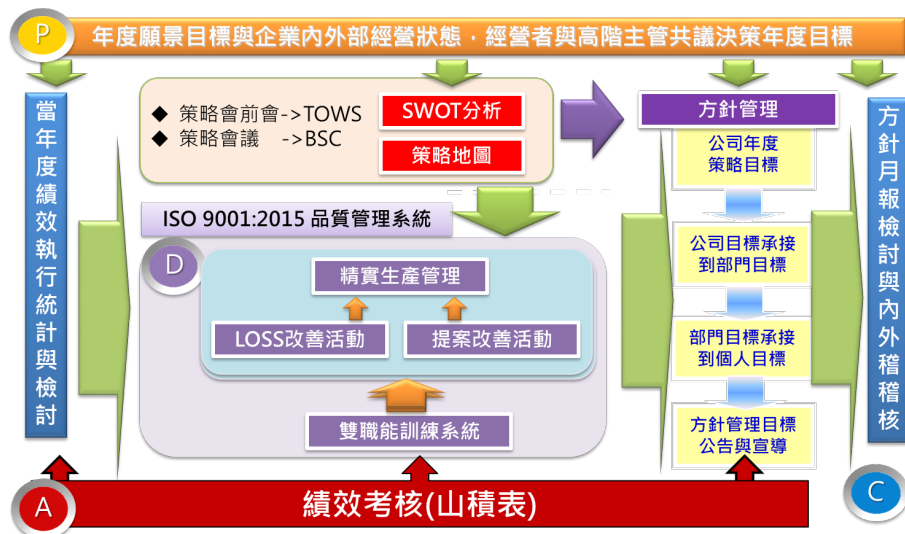 P
年度願景目標與企業內外部經營狀態，經營者與高階主管共議決策年度目標
當年度績效執行統計與檢討
◆ 策略會前會->TOWS
◆ 策略會議 ->BSC
SWOT分析
策略地圖
方針管理
公司年度
策略目標
公司目標承接
到部門目標
部門目標承接
到個人目標
方針管理目標
公告與宣導
ISO 9001:2015 品質管理系統
D
精實生產管理
LOSS改善活動
提案改善活動
雙職能訓練系統
方針月報檢討與內外稽核
A
績效考核(山積表)
C